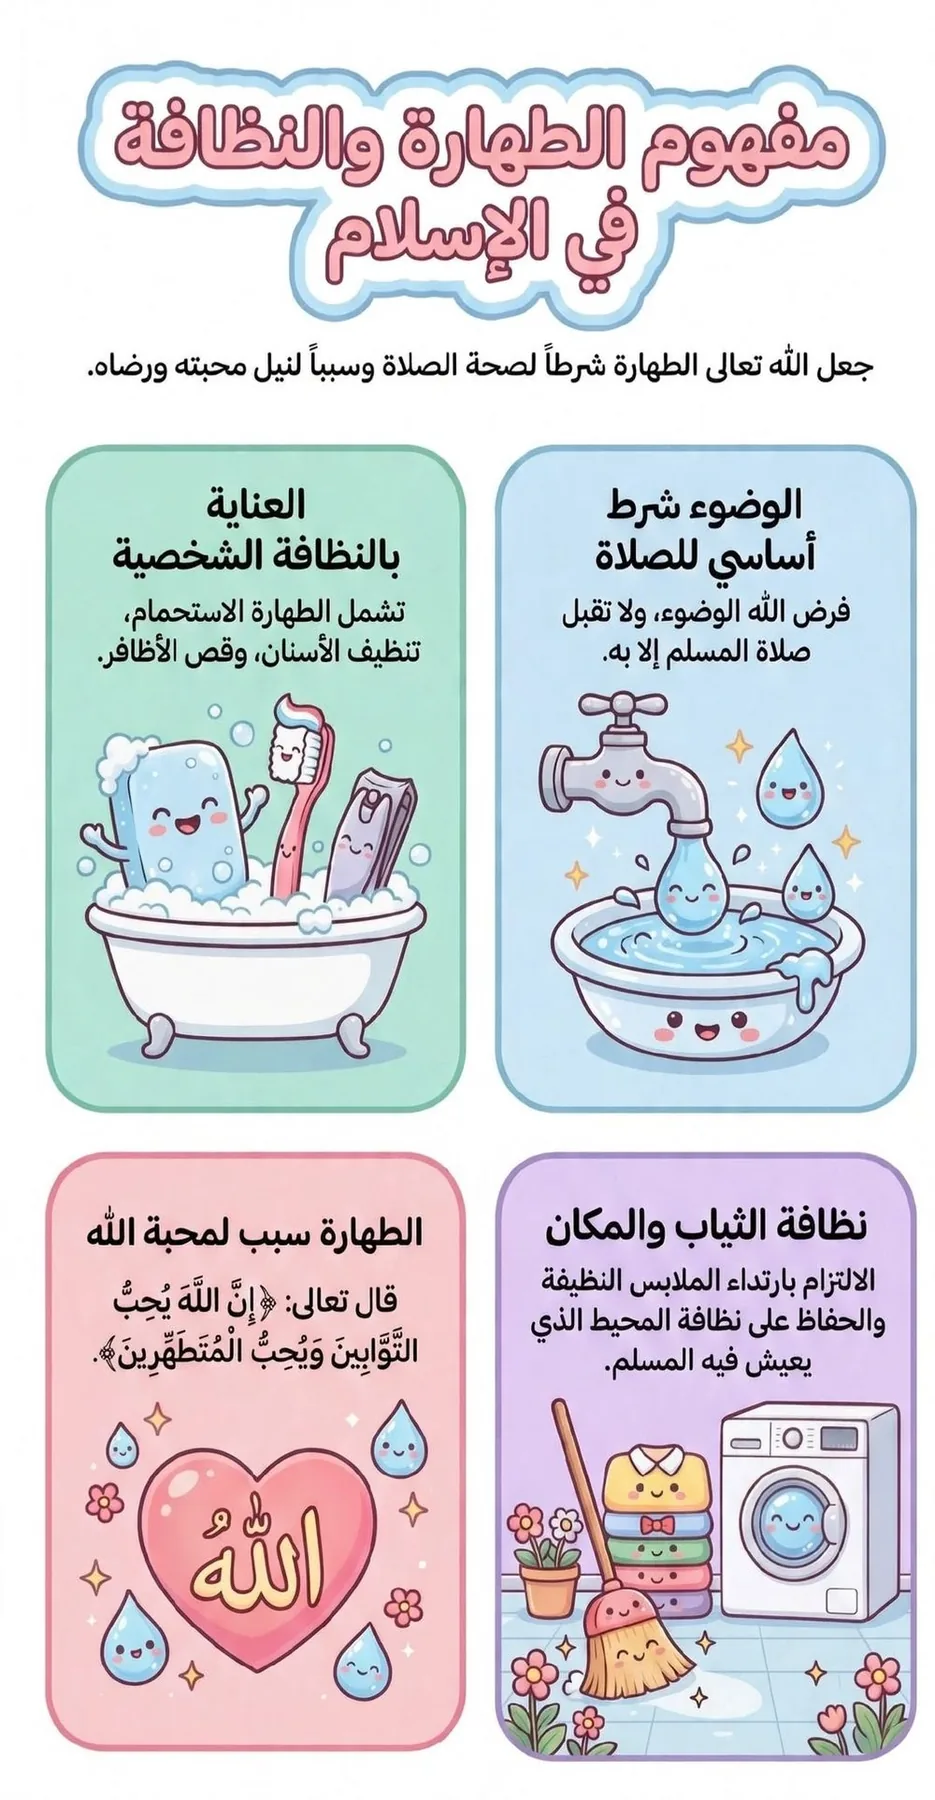 مفهوم الطهارة والنظافة
في الإسلام
جعل الله تعالى الطهارة شرطاً لصحة الصلاة وسبباً لنيل محبته ورضاه.
الوضوء شرط
أساسي للصلاة
فرض الله الوضوء، ولا تقبل
صلاة المسلم إلا به.
العناية
بالنظافة الشخصية
تشمل الطهارة الاستحمام،
تنظيف الأسنان، وقص الأظافر.
نظافة الثياب والمكان
الالتزام بارتداء الملابس النظيفة
والحفاظ على نظافة المحيط الذي
يعيش فيه المسلم.
الطهارة سبب لمحبة الله
قال تعالى: ﴿إِنَّ اللَّهَ يُحِبُّ
التَّوَّابِينَ وَيُحِبُّ الْمُتَطَهِّرِينَ﴾.
اللهُ